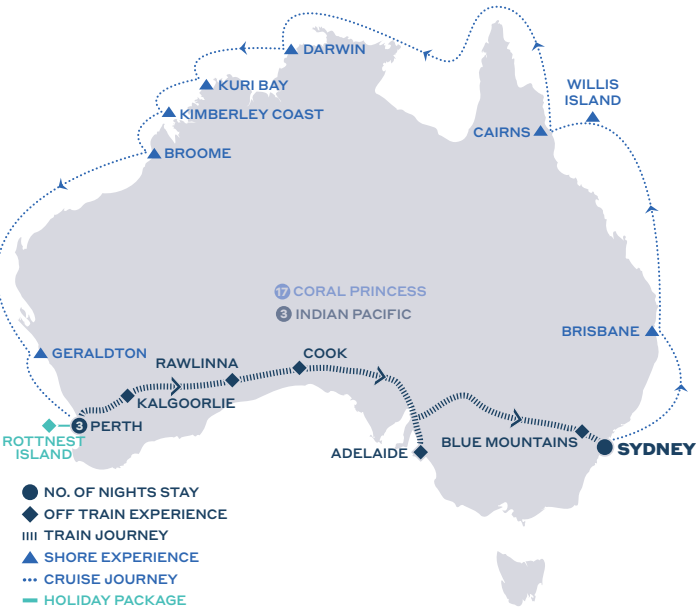 DARWIN
KURI BAY
WILLIS
ISLAND
KIMBERLEY COAST
CAIRNS
BROOME
17 CORAL PRINCESS
3 INDIAN PACIFIC
BRISBANE
GERALDTON
COOK
RAWLINNA
KALGOORLIE
3 PERTH
ROTTNEST
ISLAND
BLUE MOUNTAINS
SYDNEY
ADELAIDE
NO. OF NIGHTS STAY
OFF TRAIN EXPERIENCE
TRAIN JOURNEY
SHORE EXPERIENCE
CRUISE JOURNEY
HOLIDAY PACKAGE